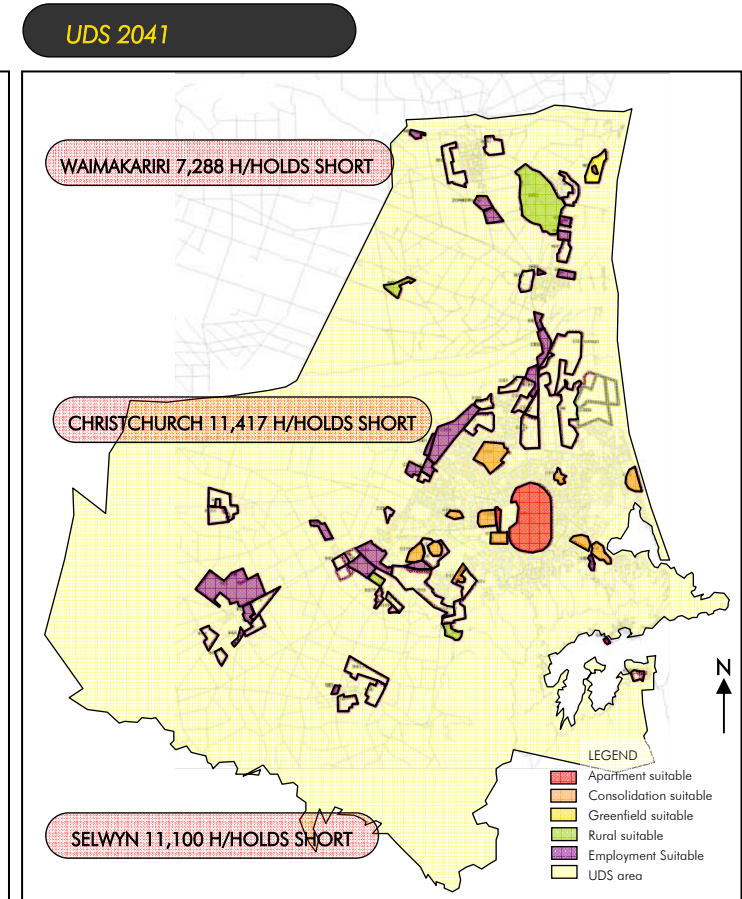 UDS 2041
WAIMAKARIRI 7,288 H/HOLDS SHORT
CHRISTCHURCH 11,417 H/HOLDS SHORT
N
LEGEND
Apartment suitable
Consolidation suitable
Greenfield suitable
Rural suitable
Employment Suitable
UDS area
SELWYN 11,100 H/HOLDS SHORT